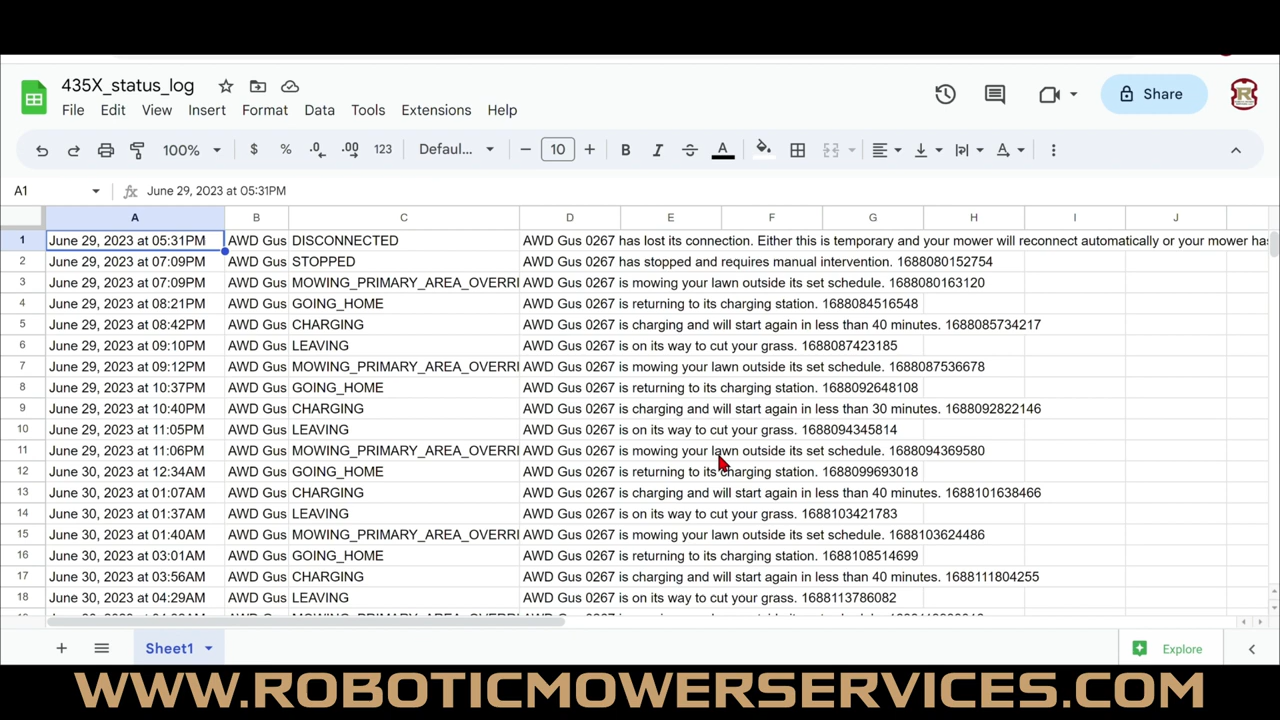 435X_status_log
File Edit View Insert Format Data Tools Extensions Help
Share
100% $ % .0 .00 123 Defaul... 10 B I A
A1 fx June 29, 2023 at 05:31PM
A B C D E F G H I J
1 June 29, 2023 at 05:31PM AWD Gus DISCONNECTED AWD Gus 0267 has lost its connection. Either this is temporary and your mower will reconnect automatically or your mower ha
2 June 29, 2023 at 07:09PM AWD Gus STOPPED AWD Gus 0267 has stopped and requires manual intervention. 1688080152754
3 June 29, 2023 at 07:09PM AWD Gus MOWING_PRIMARY_AREA_OVERRI AWD Gus 0267 is mowing your lawn outside its set schedule. 1688080163120
4 June 29, 2023 at 08:21PM AWD Gus GOING_HOME AWD Gus 0267 is returning to its charging station. 1688084516548
5 June 29, 2023 at 08:42PM AWD Gus CHARGING AWD Gus 0267 is charging and will start again in less than 40 minutes. 1688085734217
6 June 29, 2023 at 09:10PM AWD Gus LEAVING AWD Gus 0267 is on its way to cut your grass. 1688087423185
7 June 29, 2023 at 09:12PM AWD Gus MOWING_PRIMARY_AREA_OVERRI AWD Gus 0267 is mowing your lawn outside its set schedule. 1688087536678
8 June 29, 2023 at 10:37PM AWD Gus GOING_HOME AWD Gus 0267 is returning to its charging station. 1688092648108
9 June 29, 2023 at 10:40PM AWD Gus CHARGING AWD Gus 0267 is charging and will start again in less than 30 minutes. 1688092822146
10 June 29, 2023 at 11:05PM AWD Gus LEAVING AWD Gus 0267 is on its way to cut your grass. 1688094345814
11 June 29, 2023 at 11:06PM AWD Gus MOWING_PRIMARY_AREA_OVERRI AWD Gus 0267 is mowing your lawn outside its set schedule. 1688094369580
12 June 30, 2023 at 12:34AM AWD Gus GOING_HOME AWD Gus 0267 is returning to its charging station. 1688099693018
13 June 30, 2023 at 01:07AM AWD Gus CHARGING AWD Gus 0267 is charging and will start again in less than 40 minutes. 1688101638466
14 June 30, 2023 at 01:37AM AWD Gus LEAVING AWD Gus 0267 is on its way to cut your grass. 1688103421783
15 June 30, 2023 at 01:40AM AWD Gus MOWING_PRIMARY_AREA_OVERRI AWD Gus 0267 is mowing your lawn outside its set schedule. 1688103624486
16 June 30, 2023 at 03:01AM AWD Gus GOING_HOME AWD Gus 0267 is returning to its charging station. 1688108514699
17 June 30, 2023 at 03:56AM AWD Gus CHARGING AWD Gus 0267 is charging and will start again in less than 40 minutes. 1688111804255
18 June 30, 2023 at 04:29AM AWD Gus LEAVING AWD Gus 0267 is on its way to cut your grass. 1688113786082
Sheet1 Explore
WWW.ROBOTICMOWERSERVICES.COM